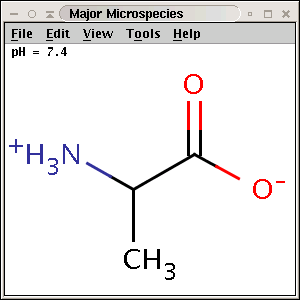 Major Microspecies
File Edit View Tools Help
pH = 7.4
O
+H3N
O-
CH3